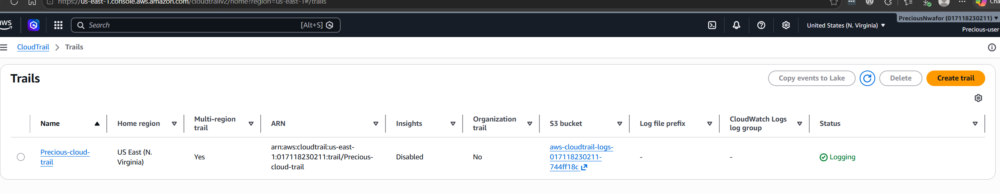 https://us-east-1.console.aws.amazon.com/cloudtrailv2/home?region=us-east-1#/trails
aws
Search
[Alt+S]
United States (N. Virginia)
PreciousNwafor (017118230211)
Precious-user
CloudTrail
Trails
Trails
Copy events to Lake
Delete
Create trail
Name
Home region
Multi-region
trail
ARN
Insights
Organization
trail
S3 bucket
Log file prefix
CloudWatch Logs
log group
Status
Precious-cloud-
trail
US East (N.
Virginia)
Yes
arn:aws:cloudtrail:us-east-
1:017118230211:trail/Precious-
cloud-trail
Disabled
No
aws-cloudtrail-logs-
017118230211-
744ff18c
-
-
Logging